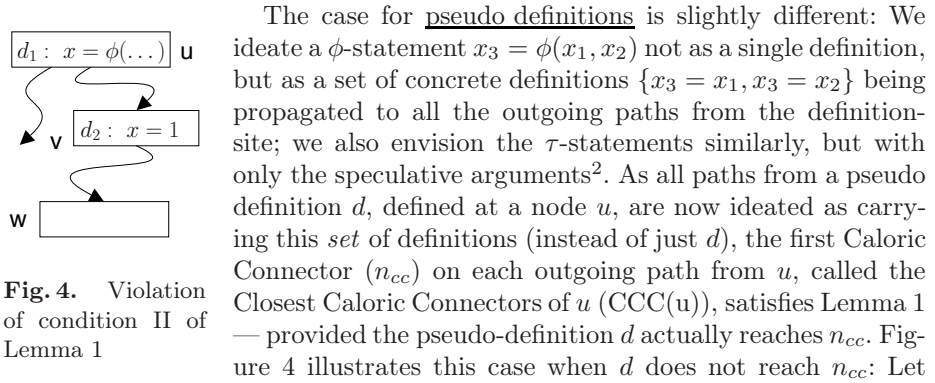 d₁ : x = ϕ(. . .) u
v d₂ : x = 1
w
Fig. 4. Violation
of condition II of
Lemma 1
The case for pseudo definitions is slightly different: We
ideate a ϕ-statement x₃ = ϕ(x₁, x₂) not as a single definition,
but as a set of concrete definitions {x₃ = x₁, x₃ = x₂} being
propagated to all the outgoing paths from the definition-
site; we also envision the τ-statements similarly, but with
only the speculative arguments². As all paths from a pseudo
definition d, defined at a node u, are now ideated as carry-
ing this set of definitions (instead of just d), the first Caloric
Connector (n_cc) on each outgoing path from u, called the
Closest Caloric Connectors of u (CCC(u)), satisfies Lemma 1
— provided the pseudo-definition d actually reaches n_cc. Fig-
ure 4 illustrates this case when d does not reach n_cc: Let